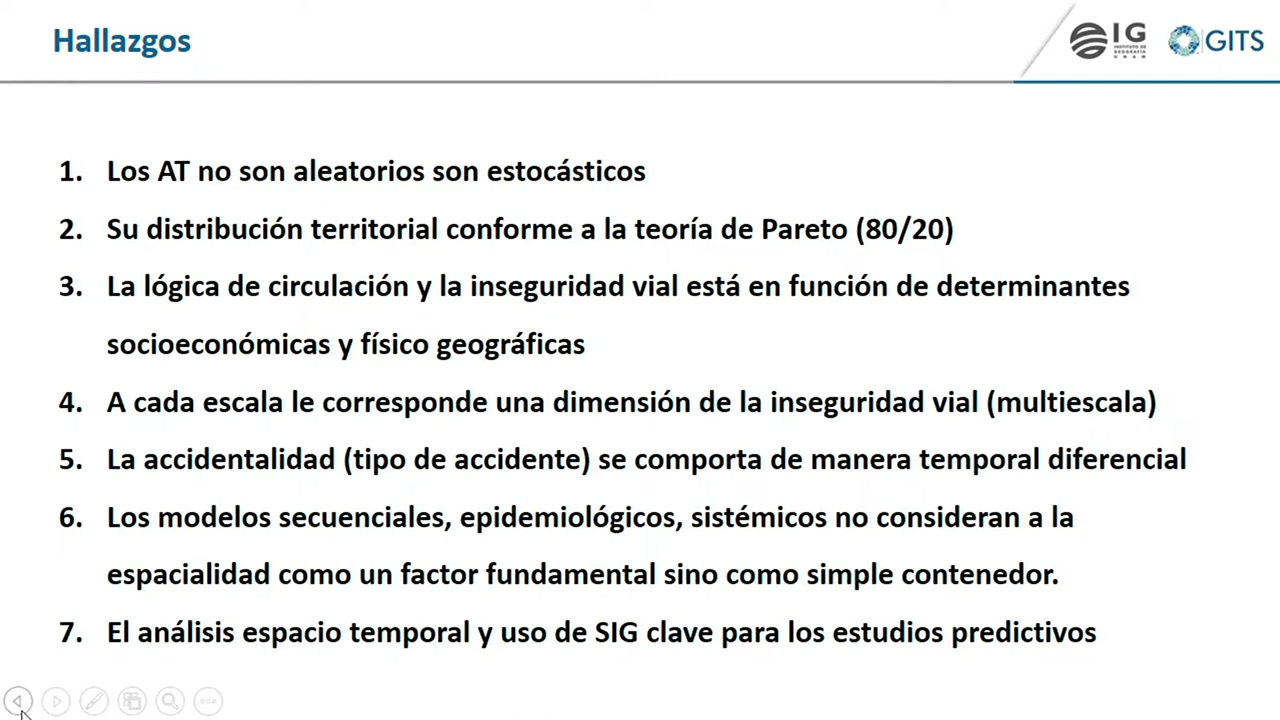 Hallazgos
IG
INSTITUTO DE
GEOGRAFÍA
UNAM
GITS
1. Los AT no son aleatorios son estocásticos
2. Su distribución territorial conforme a la teoría de Pareto (80/20)
3. La lógica de circulación y la inseguridad vial está en función de determinantes
socioeconómicas y físico geográficas
4. A cada escala le corresponde una dimensión de la inseguridad vial (multiescala)
5. La accidentalidad (tipo de accidente) se comporta de manera temporal diferencial
6. Los modelos secuenciales, epidemiológicos, sistémicos no consideran a la
espacialidad como un factor fundamental sino como simple contenedor.
7. El análisis espacio temporal y uso de SIG clave para los estudios predictivos